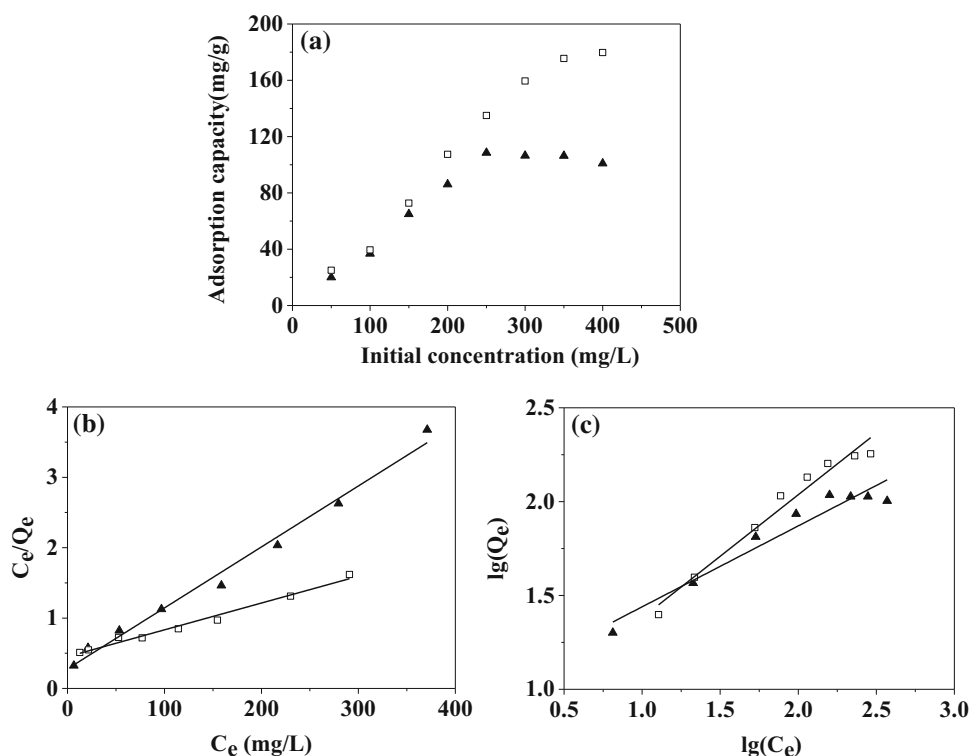 (a)
Adsorption capacity(mg/g)
200
160
120
80
40
0
0 100 200 300 400 500
Initial concentration (mg/L)
(b)
Ce/Qe
4
3
2
1
0
0 100 200 300 400
Ce (mg/L)
(c)
lg(Qe)
2.5
2.0
1.5
1.0
0.5 1.0 1.5 2.0 2.5 3.0
lg(Ce)